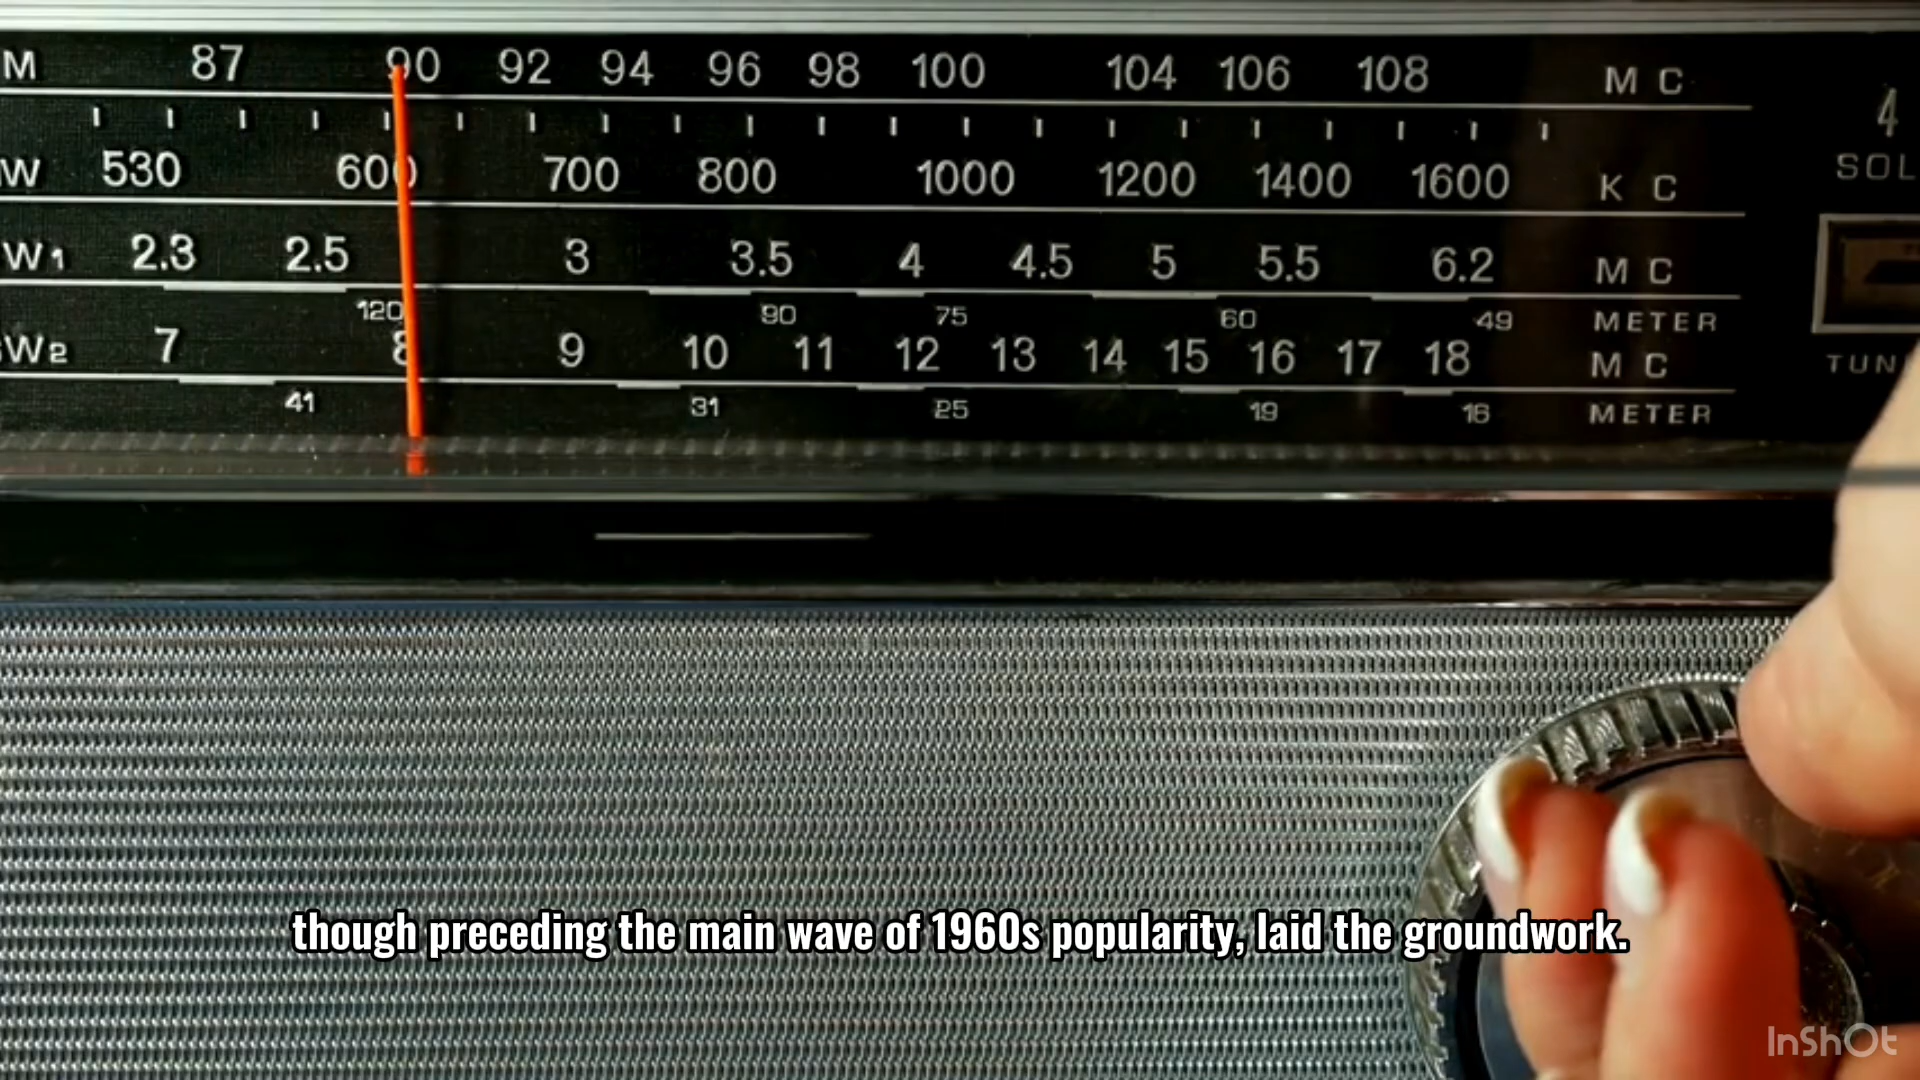 M 87 90 92 94 96 98 100 104 106 108 MC
4
W 530 600 700 800 1000 1200 1400 1600 KC
SOL
W1 2.3 2.5 3 3.5 4 4.5 5 5.5 6.2 MC
120 90 75 60 49 METER
W2 7 8 9 10 11 12 13 14 15 16 17 18 MC
TUN
41 31 25 19 16 METER
though preceding the main wave of 1960s popularity, laid the groundwork.
InShOt